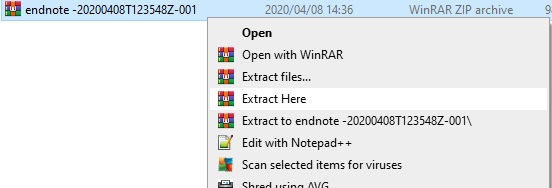 endnote -20200408T123548Z-001 2020/04/08 14:36 WinRAR ZIP archive
Open
Open with WinRAR
Extract files...
Extract Here
Extract to endnote -20200408T123548Z-001\
Edit with Notepad++
Scan selected items for viruses
Shred using AVG